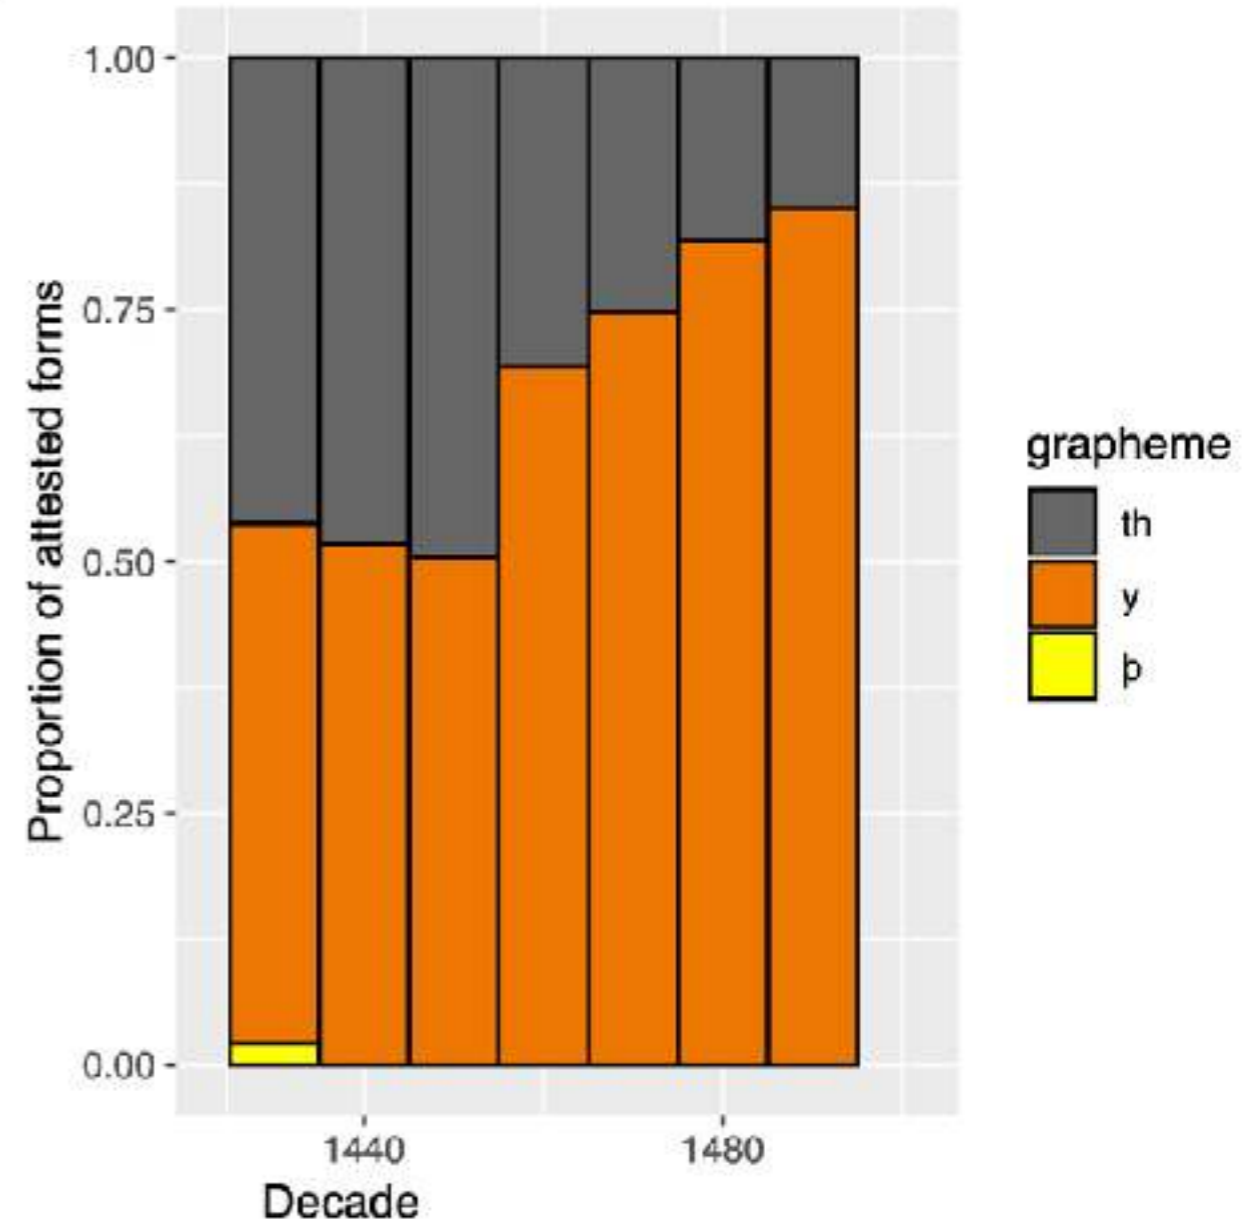 Proportion of attested forms
1.00
0.75
0.50
0.25
0.00
1440 1480
Decade
grapheme
th
y
þ